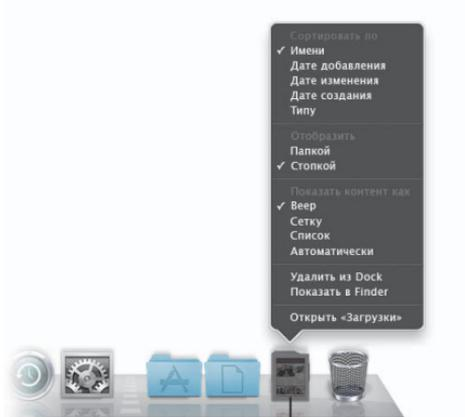 Сортировать по
✓ Имени
Дате добавления
Дате изменения
Дате создания
Типу
Отобразить
Папкой
✓ Стопкой
Показать контент как
✓ Веер
Сетку
Список
Автоматически
Удалить из Dock
Показать в Finder
Открыть «Загрузки»